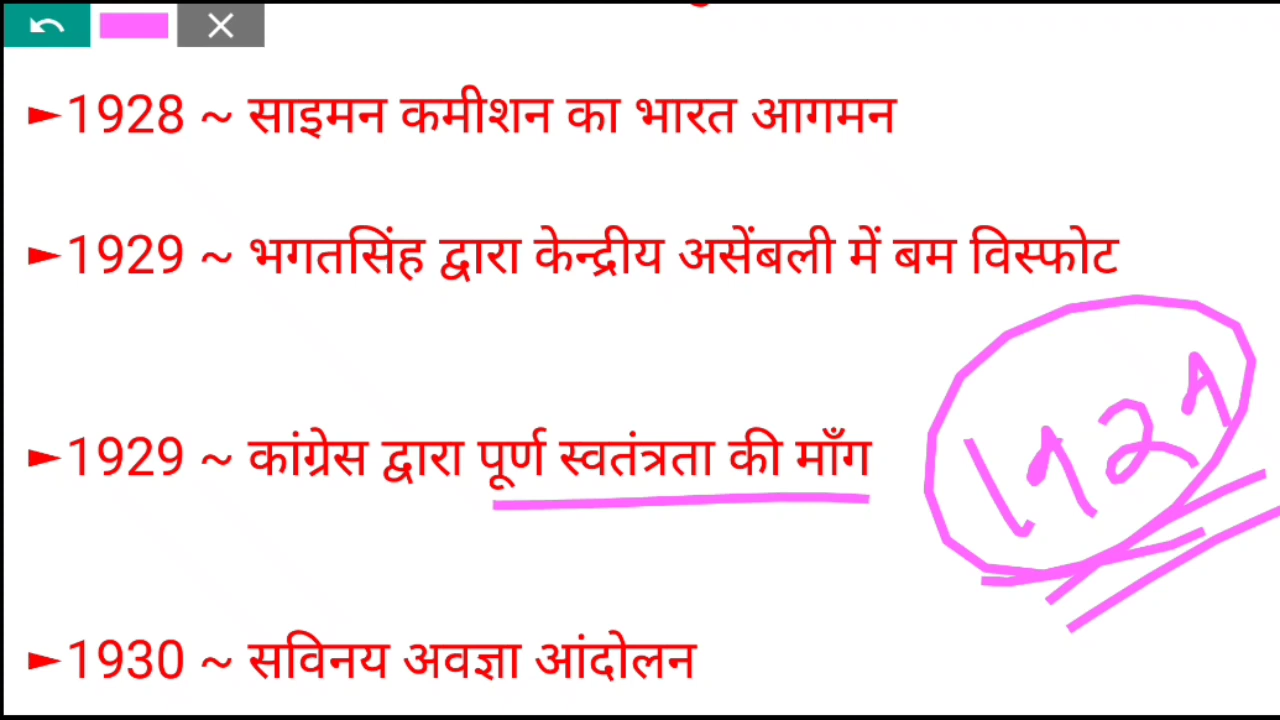 ►1928 ~ साइमन कमीशन का भारत आगमन
►1929 ~ भगतसिंह द्वारा केन्द्रीय असेंबली में बम विस्फोट
►1929 ~ कांग्रेस द्वारा पूर्ण स्वतंत्रता की माँग
1929
►1930 ~ सविनय अवज्ञा आंदोलन